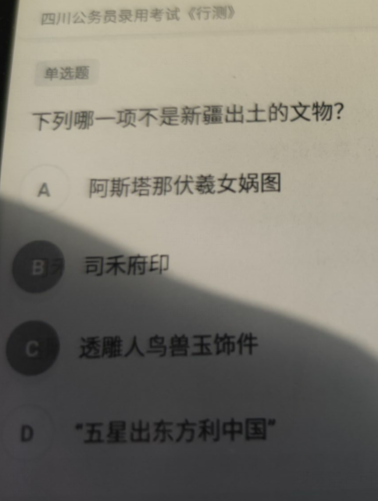 四川公务员录用考试《行测》
单选题
下列哪一项不是新疆出土的文物？
A 阿斯塔那伏羲女娲图
B 司禾府印
C 透雕人鸟兽玉饰件
D “五星出东方利中国”